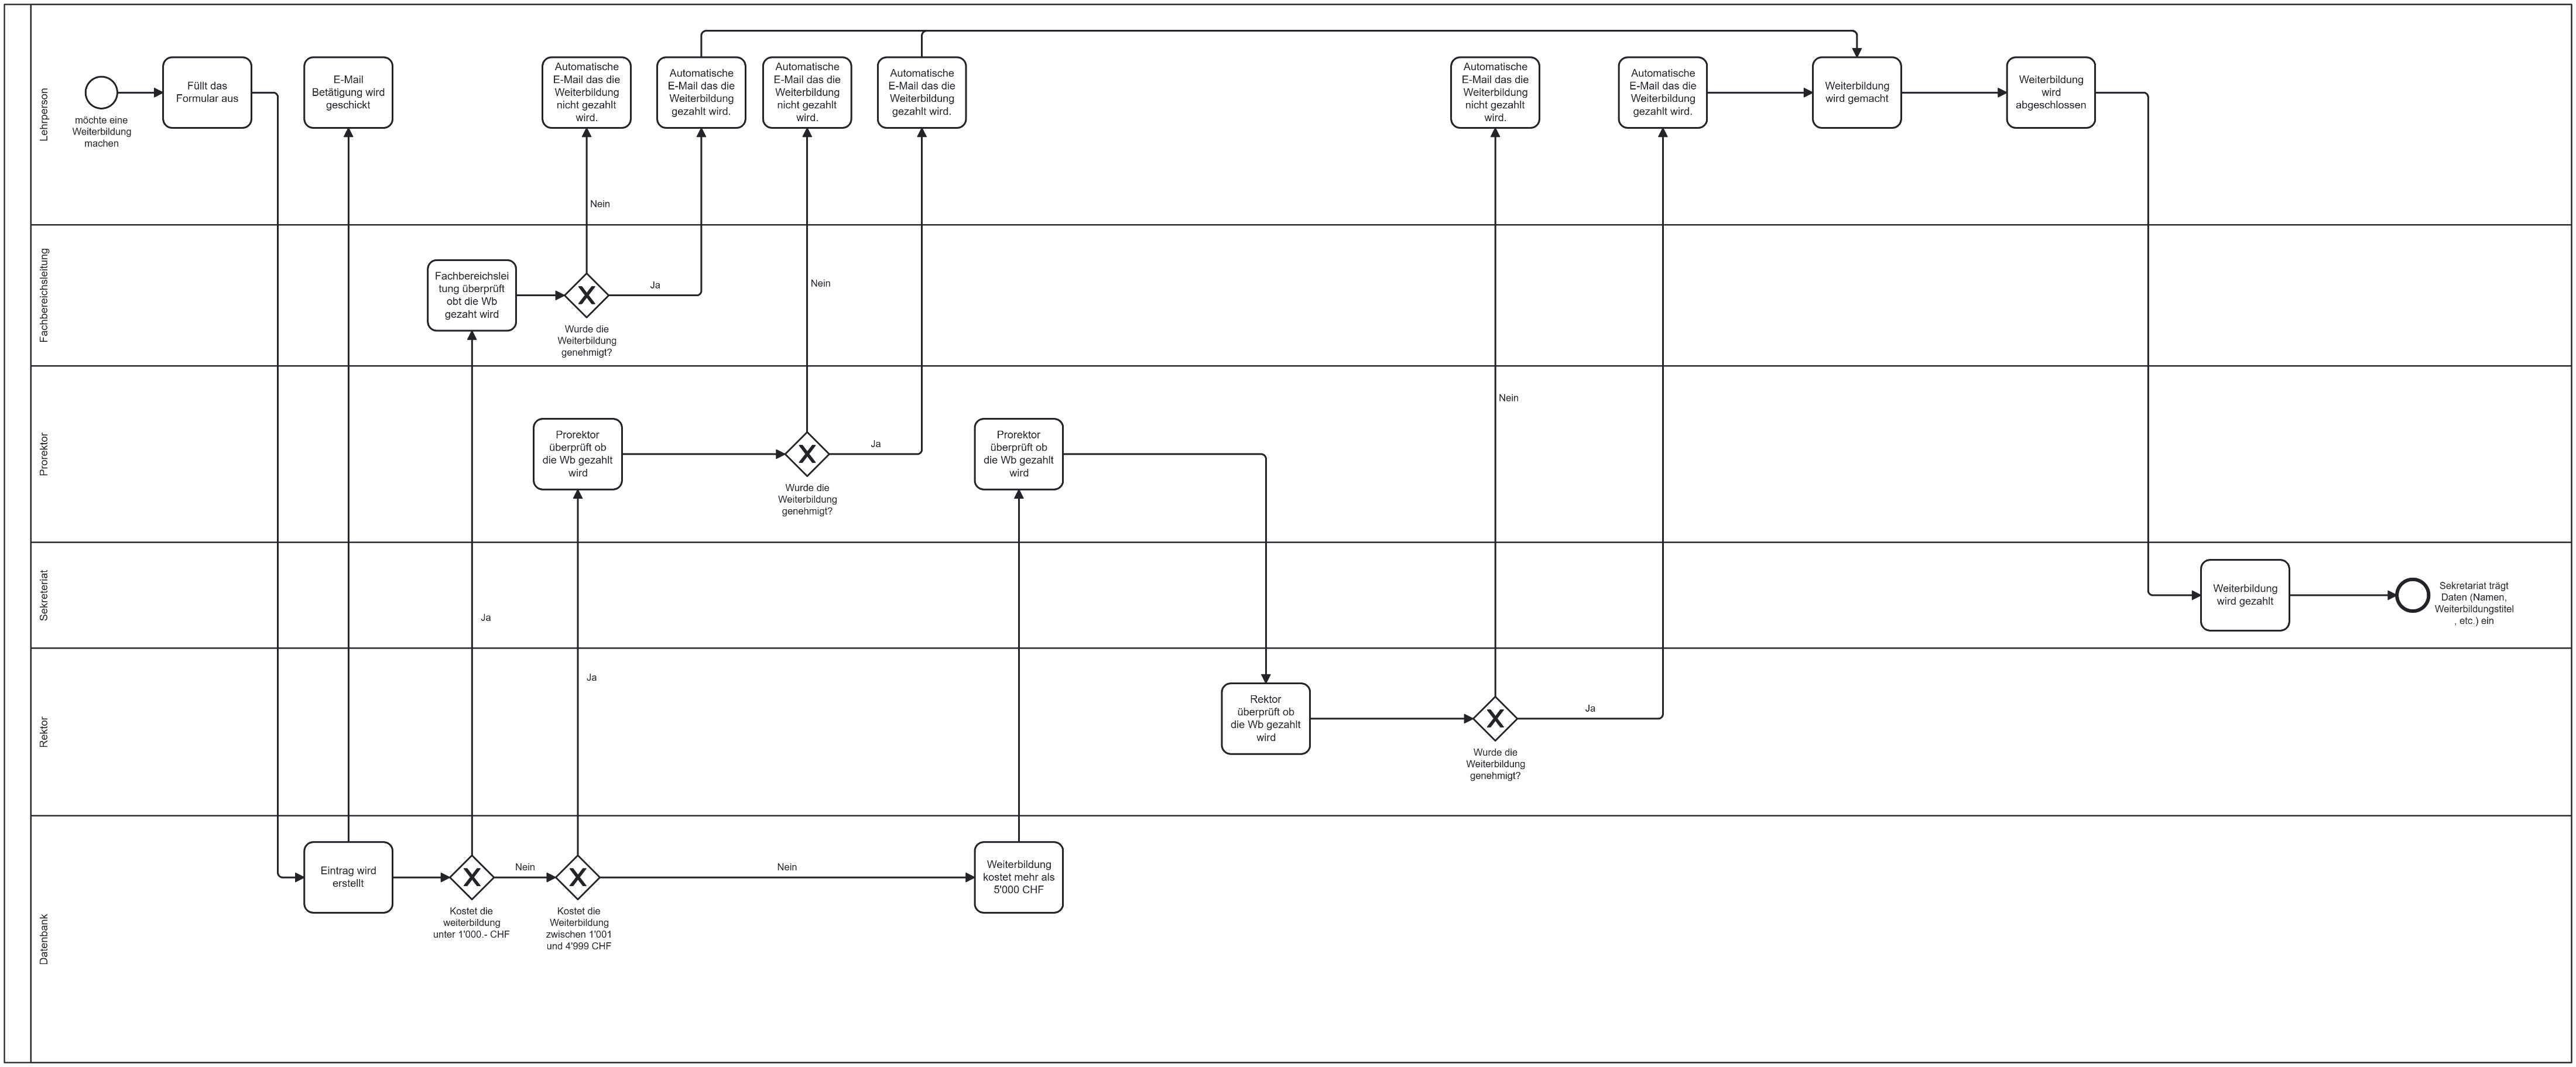 Lehrperson
möchte eine
Weiterbildung
machen
Füllt das
Formular aus
E-Mail
Betätigung wird
geschickt
Automatische
E-Mail das die
Weiterbildung
nicht gezahlt
wird.
Automatische
E-Mail das die
Weiterbildung
gezahlt wird.
Automatische
E-Mail das die
Weiterbildung
nicht gezahlt
wird.
Automatische
E-Mail das die
Weiterbildung
gezahlt wird.
Automatische
E-Mail das die
Weiterbildung
nicht gezahlt
wird.
Automatische
E-Mail das die
Weiterbildung
gezahlt wird.
Weiterbildung
wird gemacht
Weiterbildung
wird
abgeschlossen
Nein
Fachbereichsleitung
Fachbereichslei
tung überprüft
obt die Wb
gezaht wird
Wurde die
Weiterbildung
genehmigt?
Ja
Nein
Prorektor
Prorektor
überprüft ob
die Wb gezahlt
wird
Wurde die
Weiterbildung
genehmigt?
Ja
Prorektor
überprüft ob
die Wb gezahlt
wird
Nein
Sekreteriat
Ja
Weiterbildung
wird gezahlt
Sekretariat trägt
Daten (Namen,
Weiterbildungstitel
, etc.) ein
Rektor
Ja
Rektor
überprüft ob
die Wb gezahlt
wird
Wurde die
Weiterbildung
genehmigt?
Ja
Datenbank
Eintrag wird
erstellt
Kostet die
weiterbildung
unter 1'000.- CHF
Nein
Kostet die
Weiterbildung
zwischen 1'001
und 4'999 CHF
Nein
Weiterbildung
kostet mehr als
5'000 CHF